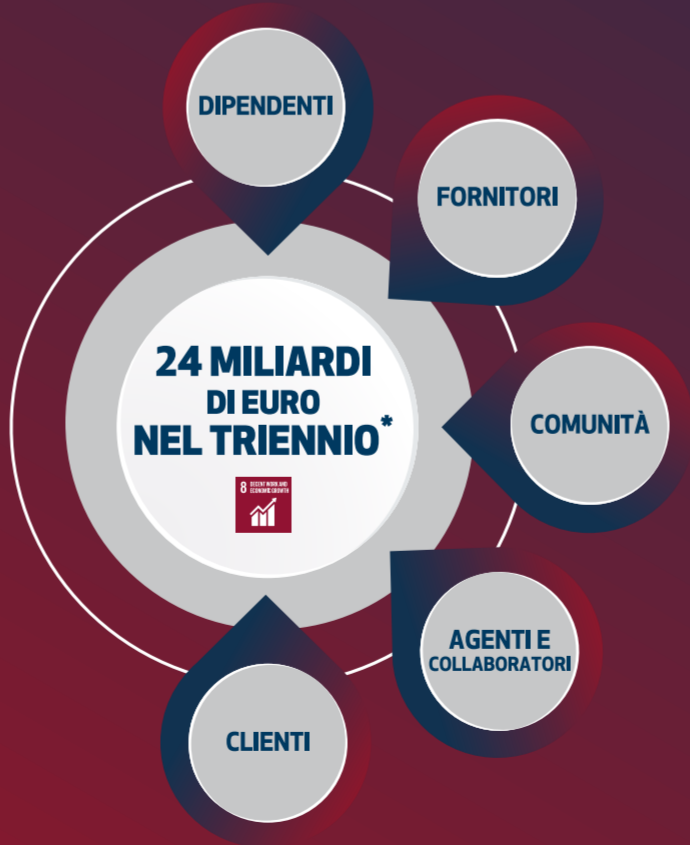 DIPENDENTI
FORNITORI
24 MILIARDI
DI EURO
NEL TRIENNIO*
8 DECENT WORK AND
ECONOMIC GROWTH
COMUNITÀ
AGENTI E
COLLABORATORI
CLIENTI